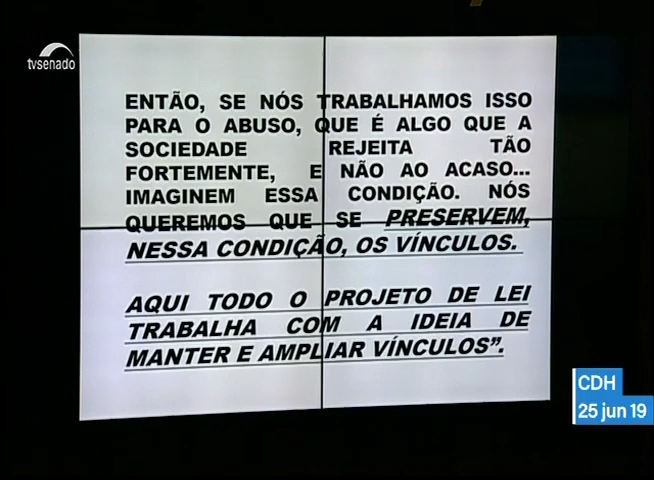 tvsenado
ENTÃO, SE NÓS TRABALHAMOS ISSO
PARA O ABUSO, QUE É ALGO QUE A
SOCIEDADE REJEITA TÃO
FORTEMENTE, E NÃO AO ACASO...
IMAGINEM ESSA CONDIÇÃO. NÓS
QUEREMOS QUE SE PRESERVEM,
NESSA CONDIÇÃO, OS VÍNCULOS.
AQUI TODO O PROJETO DE LEI
TRABALHA COM A IDEIA DE
MANTER E AMPLIAR VÍNCULOS”.
CDH
25 jun 19